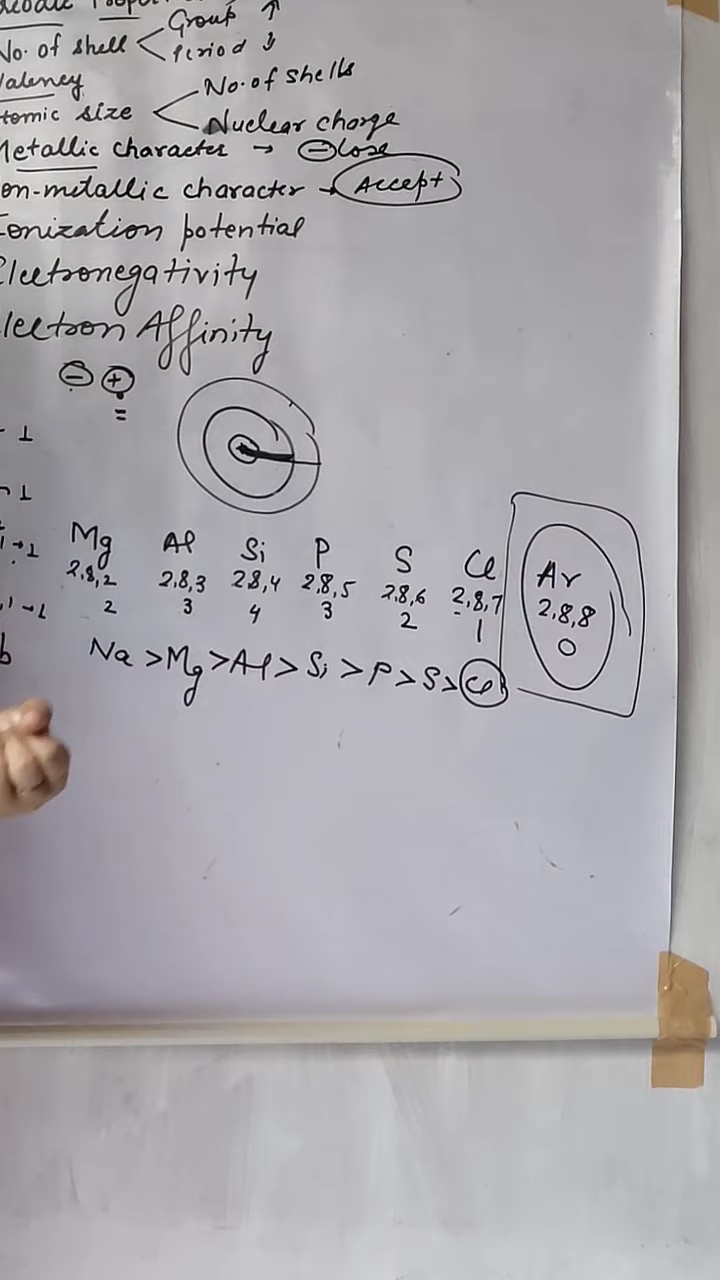 Group ↑
No. of shell < Period ↓
Valency
No. of shells
tomic size < Nuclear charge
Metallic character → ⊖ lose
on-metallic character → Accept
Ionization potential
Electronegativity
lectron Affinity
⊖ ⊕
=
Mg Al Si P S Cl Ar
2,8,2 2,8,3 2,8,4 2,8,5 2,8,6 2,8,7 2,8,8
2 3 4 3 2 1 0
Na > Mg > Al > Si > P > S > Cl